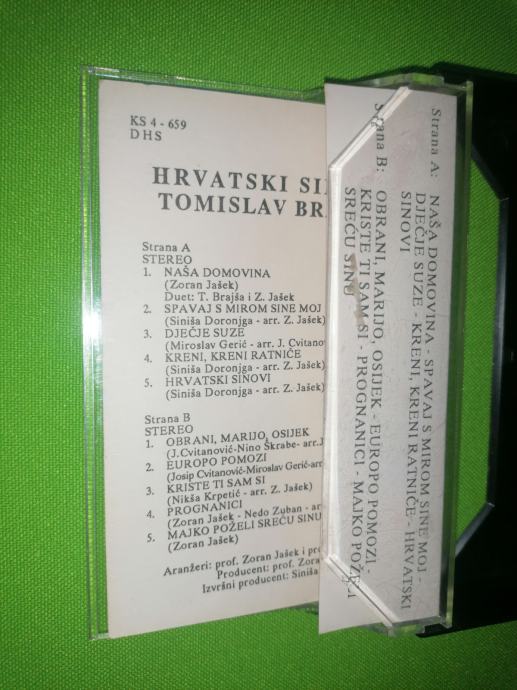 KS 4 - 659
DHS
HRVATSKI
TOMISLAV
Strana A
STEREO
1. NAŠA DOMOVINA
(Zoran Jašek)
Duet: T. Brajša i Z. Jašek
2. SPAVAJ S MIROM SINE MOJ
(Siniša Doronjga - arr. Z. Jašek)
3. DJEČJE SUZE
(Miroslav Gerić - arr. J. Cvitano
4. KRENI, KRENI RATNIČE
(Siniša Doronjga - arr. Z. Jašek)
5. HRVATSKI SINOVI
(Siniša Doronjga - arr. Z. Jašek)
Strana B
STEREO
1. OBRANI, MARIJO, OSIJEK
(J.Cvitanović-Nino Škrabe- arr.J
2. EUROPO POMOZI
(Josip Cvitanović-Miroslav Gerić-arr
3. KRISTE TI SAM SI
(Nikša Krpetić - arr. Z. Jašek)
4. PROGNANICI
(Zoran Jašek - Nedo Zuban - arr
5. MAJKO POŽELI SREĆU SINU
(Zoran Jašek)
Aranžeri: prof. Zoran Jašek i pro
Producent: prof. Zora
Izvršni producent: Siniša
Strana A: NAŠA DOMOVINA - SPAVAJ S MIROM SINE MOJ -
DJEČJE SUZE - KRENI, KRENI RATNIČE - HRVATSKI
SINOVI
Strana B: OBRANI, MARIJO, OSIJEK - EUROPO POMOZI -
KRISTE TI SAM SI - PROGNANICI - MAJKO POŽELI
SREĆU SINU